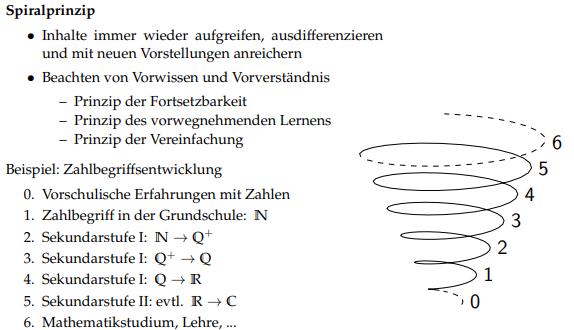 Spiralprinzip
• Inhalte immer wieder aufgreifen, ausdifferenzieren
und mit neuen Vorstellungen anreichern
• Beachten von Vorwissen und Vorverständnis
– Prinzip der Fortsetzbarkeit
– Prinzip des vorwegnehmenden Lernens
– Prinzip der Vereinfachung
Beispiel: Zahlbegriffsentwicklung
0. Vorschulische Erfahrungen mit Zahlen
1. Zahlbegriff in der Grundschule: ℕ
2. Sekundarstufe I: ℕ → ℚ⁺
3. Sekundarstufe I: ℚ⁺ → ℚ
4. Sekundarstufe I: ℚ → ℝ
5. Sekundarstufe II: evtl. ℝ → ℂ
6. Mathematikstudium, Lehre, ...
6
5
4
3
2
1
0